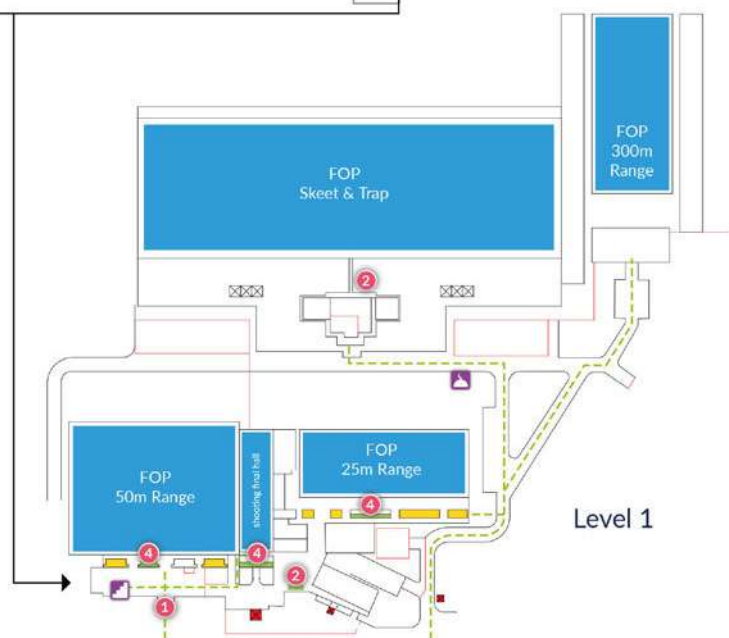 FOP
300m
Range
FOP
Skeet & Trap
2
FOP
50m Range
shooting final hall
FOP
25m Range
4
4
4
2
1
Level 1